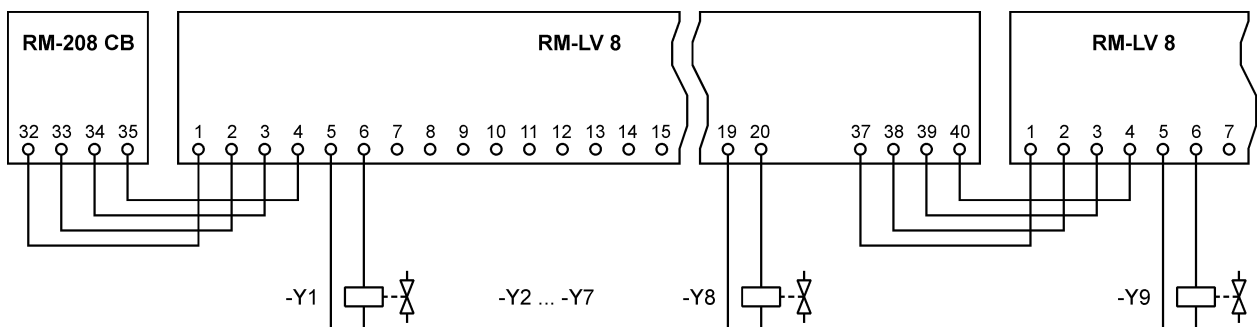 RM-208 CB RM-LV 8 RM-LV 8
32 33 34 35 1 2 3 4 5 6 7 8 9 10 11 12 13 14 15 19 20 37 38 39 40 1 2 3 4 5 6 7
-Y1 -Y2 ... -Y7 -Y8 -Y9